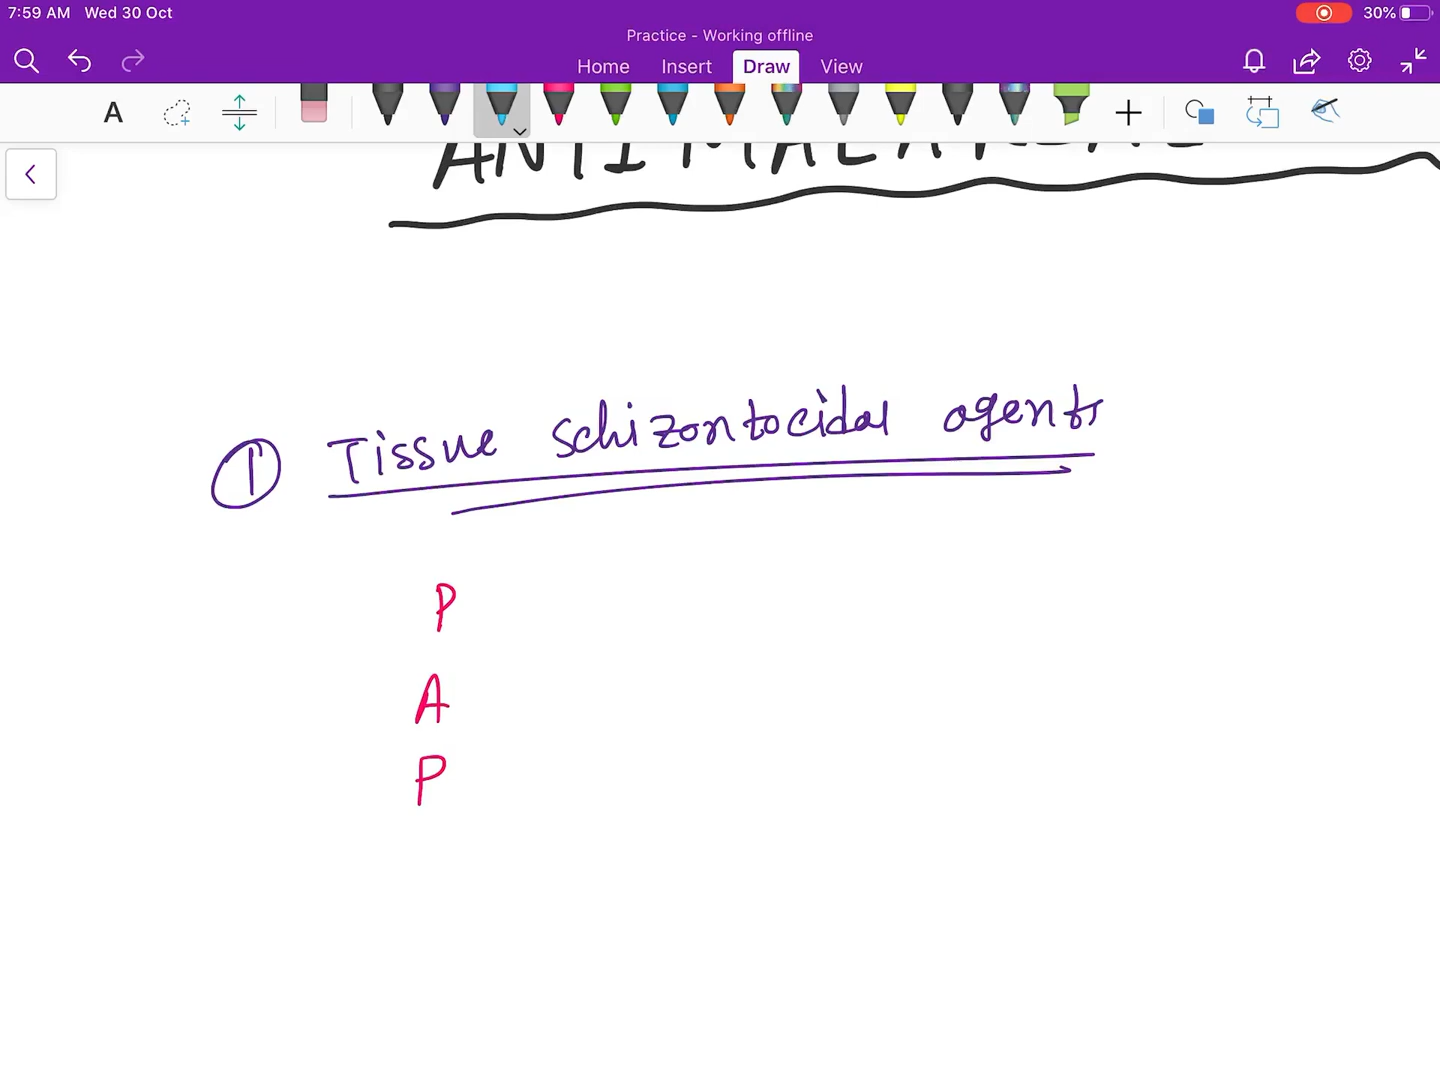 7:59 AM Wed 30 Oct
30%
Practice - Working offline
Home Insert Draw View
A
① Tissue schizontocidal agents
P
A
P